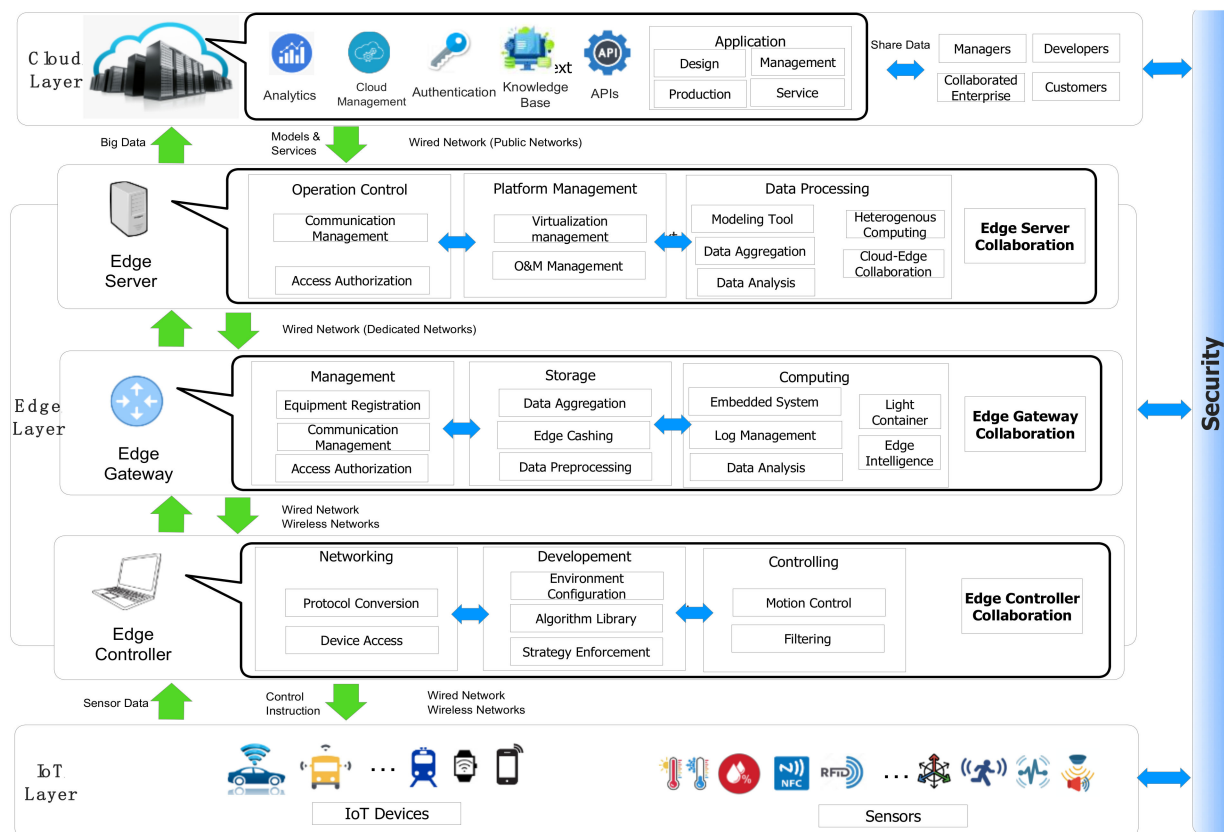 Cloud
Layer
Analytics
Cloud
Management
Authentication
ext
Knowledge
Base
API
APIs
Application
Design
Management
Production
Service
Share Data
Managers
Developers
Collaborated
Enterprise
Customers
Big Data
Models &
Services
Wired Network (Public Networks)
Edge
Layer
Edge
Server
Operation Control
Communication
Management
Access Authorization
Platform Management
Virtualization
management
O&M Management
Data Processing
Modeling Tool
Data Aggregation
Data Analysis
Heterogenous
Computing
Cloud-Edge
Collaboration
Edge Server
Collaboration
Wired Network (Dedicated Networks)
Edge
Gateway
Management
Equipment Registration
Communication
Management
Access Authorization
Storage
Data Aggregation
Edge Cashing
Data Preprocessing
Computing
Embedded System
Log Management
Data Analysis
Light
Container
Edge
Intelligence
Edge Gateway
Collaboration
Wired Network
Wireless Networks
Edge
Controller
Networking
Protocol Conversion
Device Access
Developement
Environment
Configuration
Algorithm Library
Strategy Enforcement
Controlling
Motion Control
Filtering
Edge Controller
Collaboration
Sensor Data
Control
Instruction
Wired Network
Wireless Networks
IoT
Layer
...
IoT Devices
%
NFC
RFID
...
Sensors
Security